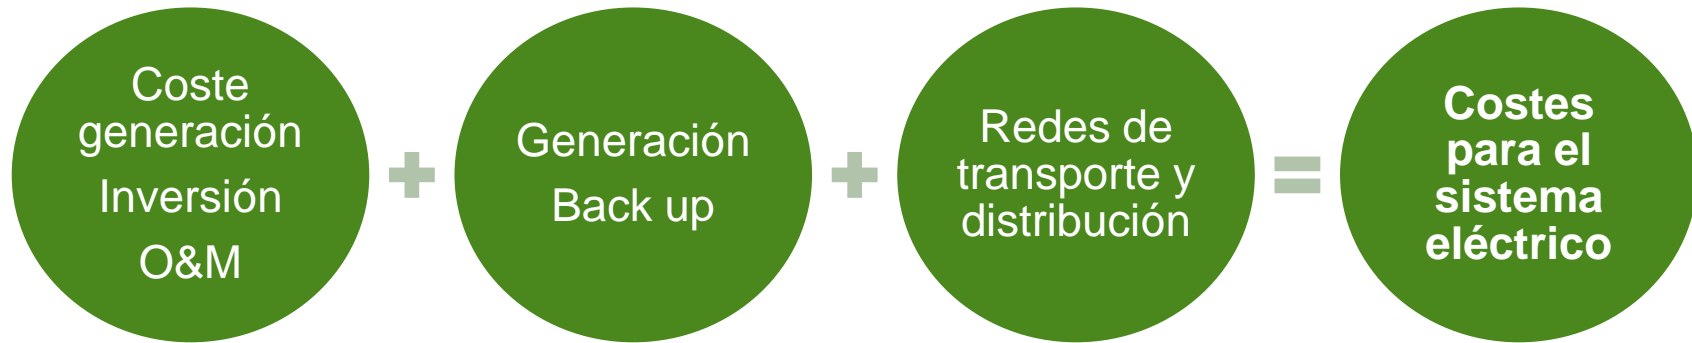 Coste
generación
Inversión
O&M
Generación
Back up
Redes de
transporte y
distribución
Costes
para el
sistema
eléctrico